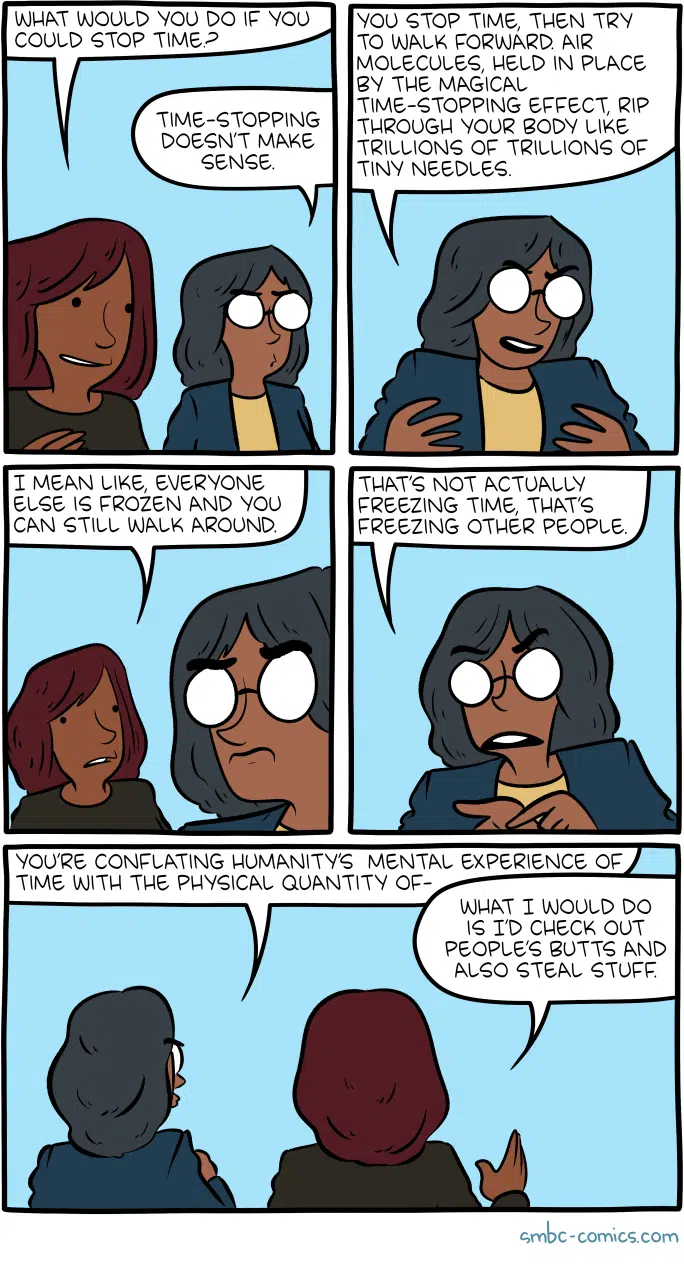 WHAT WOULD YOU DO IF YOU
COULD STOP TIME?
TIME-STOPPING
DOESN'T MAKE
SENSE.
YOU STOP TIME, THEN TRY
TO WALK FORWARD. AIR
MOLECULES, HELD IN PLACE
BY THE MAGICAL
TIME-STOPPING EFFECT, RIP
THROUGH YOUR BODY LIKE
TRILLIONS OF TRILLIONS OF
TINY NEEDLES.
I MEAN LIKE, EVERYONE
ELSE IS FROZEN AND YOU
CAN STILL WALK AROUND.
THAT'S NOT ACTUALLY
FREEZING TIME, THAT'S
FREEZING OTHER PEOPLE.
YOU'RE CONFLATING HUMANITY'S MENTAL EXPERIENCE OF
TIME WITH THE PHYSICAL QUANTITY OF-
WHAT I WOULD DO
IS I'D CHECK OUT
PEOPLE'S BUTTS AND
ALSO STEAL STUFF.
smbc-comics.com